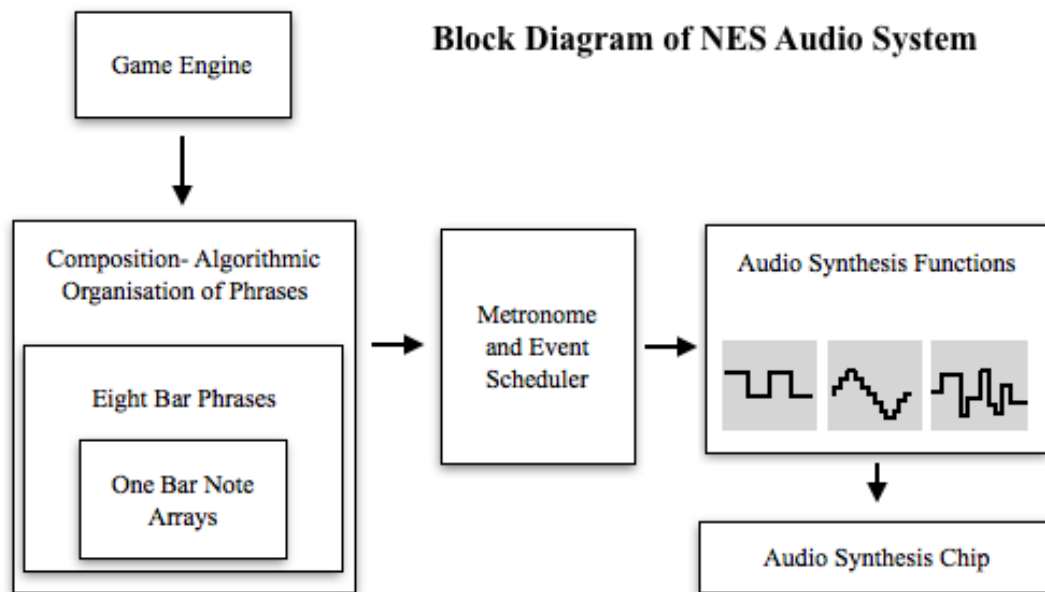 Block Diagram of NES Audio System
Game Engine
Composition- Algorithmic
Organisation of Phrases
Eight Bar Phrases
One Bar Note
Arrays
Metronome
and Event
Scheduler
Audio Synthesis Functions
Audio Synthesis Chip